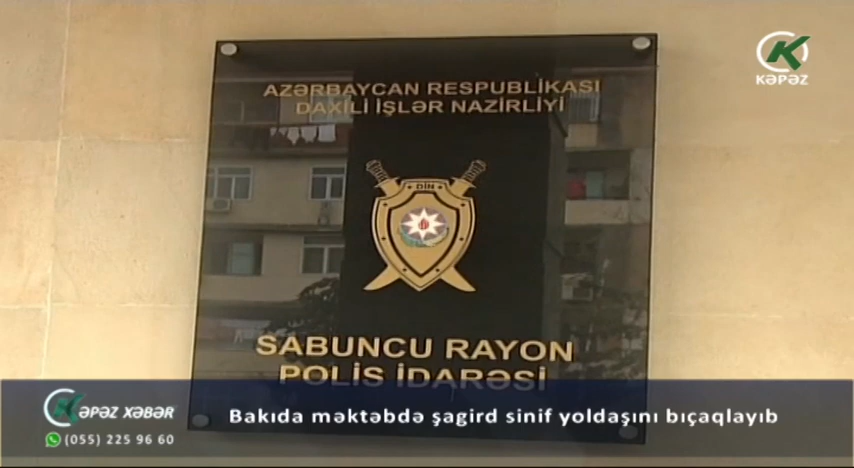 KƏPƏZ
AZƏRBAYCAN RESPUBLİKASI
DAXİLİ İŞLƏR NAZİRLİYİ
DİN
SABUNÇU RAYON
POLİS İDARƏSİ
KƏPƏZ XƏBƏR
(055) 225 96 60
Bakıda məktəbdə şagird sinif yoldaşını bıçaqlayıb